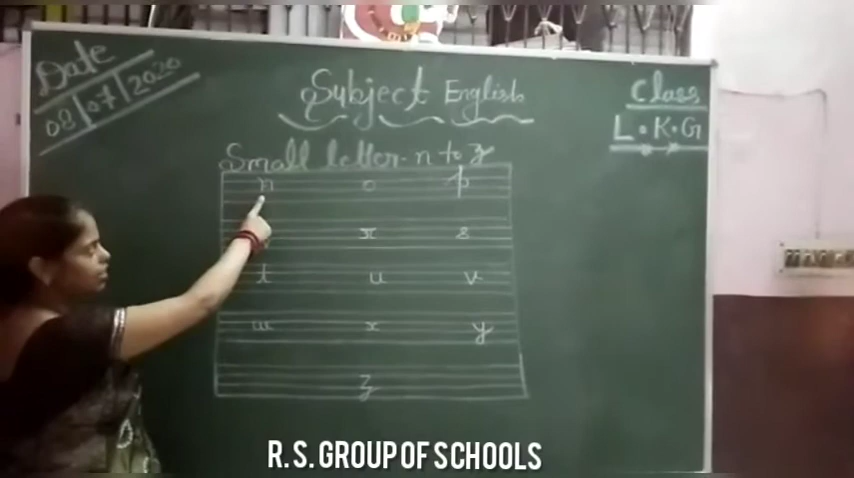 Date
08/07/2020
Subject English
Class
L.K.G
Small letter-n to z
n o p
r s
t u v
w x y
z
R. S. GROUP OF SCHOOLS